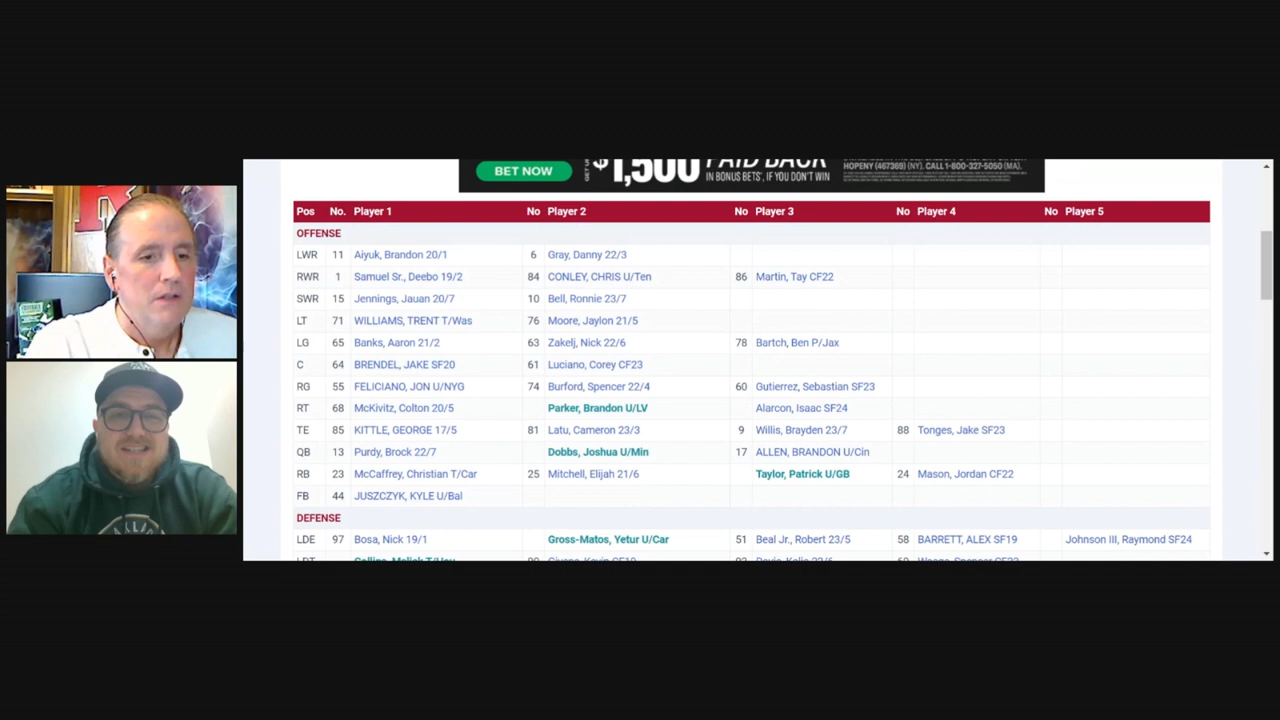 BET NOW
$1,500 PAID BACK
IN BONUS BETS', IF YOU DON'T WIN
HOPENY (467369) (NY). CALL 1-800-327-5050 (MA).
Pos No. Player 1 No Player 2 No Player 3 No Player 4 No Player 5
OFFENSE
LWR 11 Aiyuk, Brandon 20/1 6 Gray, Danny 22/3
RWR 1 Samuel Sr., Deebo 19/2 84 CONLEY, CHRIS U/Ten 86 Martin, Tay CF22
SWR 15 Jennings, Jauan 20/7 10 Bell, Ronnie 23/7
LT 71 WILLIAMS, TRENT T/Was 76 Moore, Jaylon 21/5
LG 65 Banks, Aaron 21/2 63 Zakelj, Nick 22/6 78 Bartch, Ben P/Jax
C 64 BRENDEL, JAKE SF20 61 Luciano, Corey CF23
RG 55 FELICIANO, JON U/NYG 74 Burford, Spencer 22/4 60 Gutierrez, Sebastian SF23
RT 68 McKivitz, Colton 20/5 Parker, Brandon U/LV Alarcon, Isaac SF24
TE 85 KITTLE, GEORGE 17/5 81 Latu, Cameron 23/3 9 Willis, Brayden 23/7 88 Tonges, Jake SF23
QB 13 Purdy, Brock 22/7 Dobbs, Joshua U/Min 17 ALLEN, BRANDON U/Cin
RB 23 McCaffrey, Christian T/Car 25 Mitchell, Elijah 21/6 Taylor, Patrick U/GB 24 Mason, Jordan CF22
FB 44 JUSZCZYK, KYLE U/Bal
DEFENSE
LDE 97 Bosa, Nick 19/1 Gross-Matos, Yetur U/Car 51 Beal Jr., Robert 23/5 58 BARRETT, ALEX SF19 Johnson III, Raymond SF24